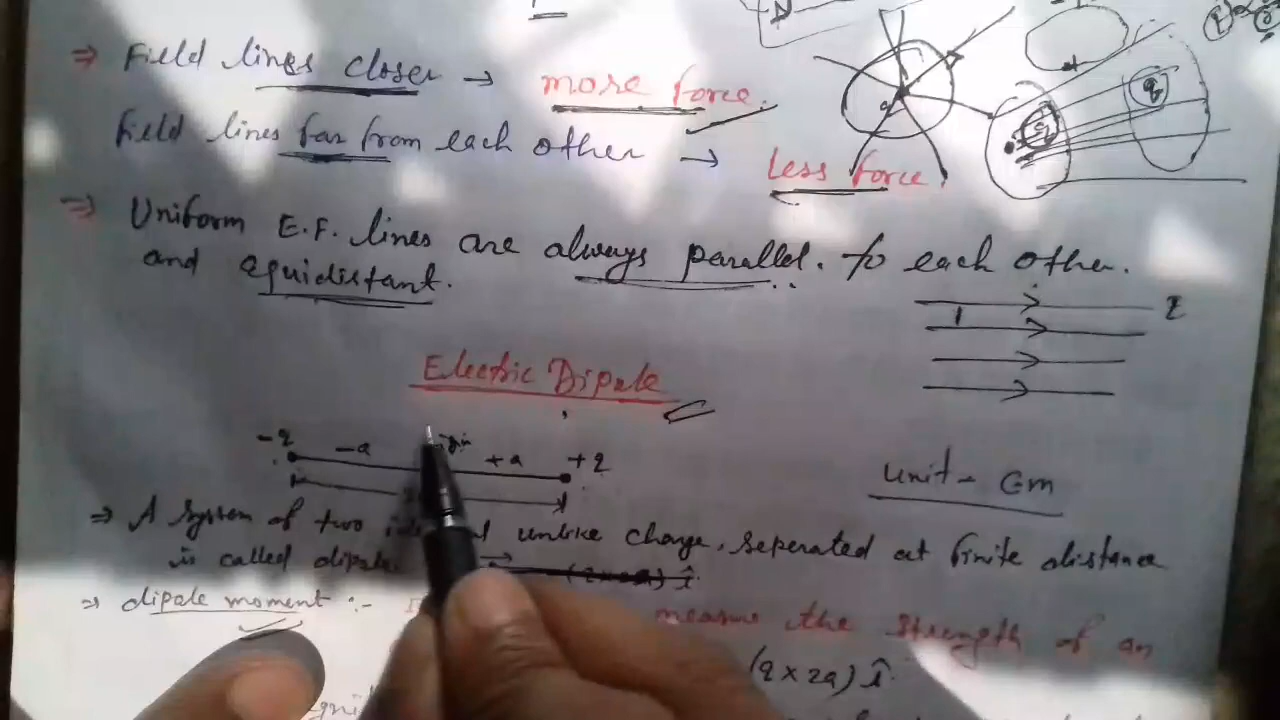 ⇒ Field lines closer → more force.
Field lines far from each other → Less force
⇒ Uniform E.F. lines are always parallel. to each other.
and equidistant.
E
Electric Dipole
-q -a +a +q
Unit - Cm
⇒ A system of two unlike charge, seperated at finite distance
is called dipole.
⇒ dipole moment :- measure the strength of an
(q × 2a) î